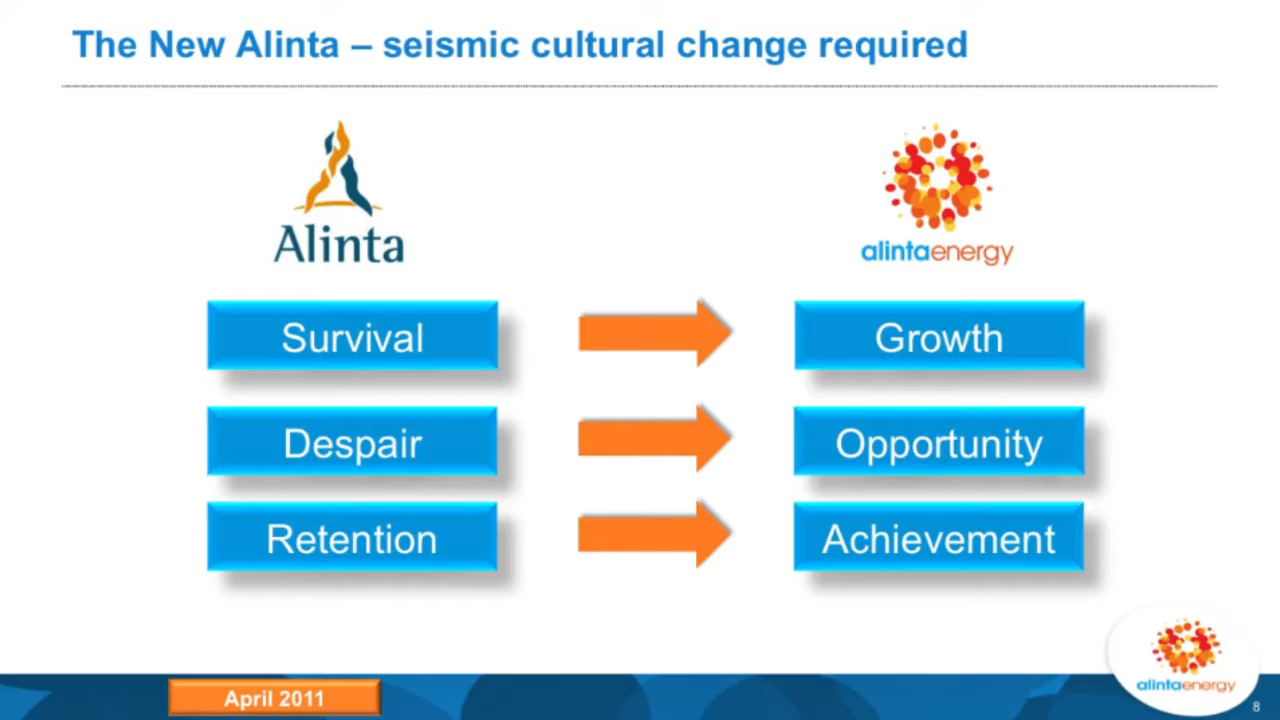 The New Alinta – seismic cultural change required
Alinta
alintaenergy
Survival
Growth
Despair
Opportunity
Retention
Achievement
alintaenergy
April 2011
8